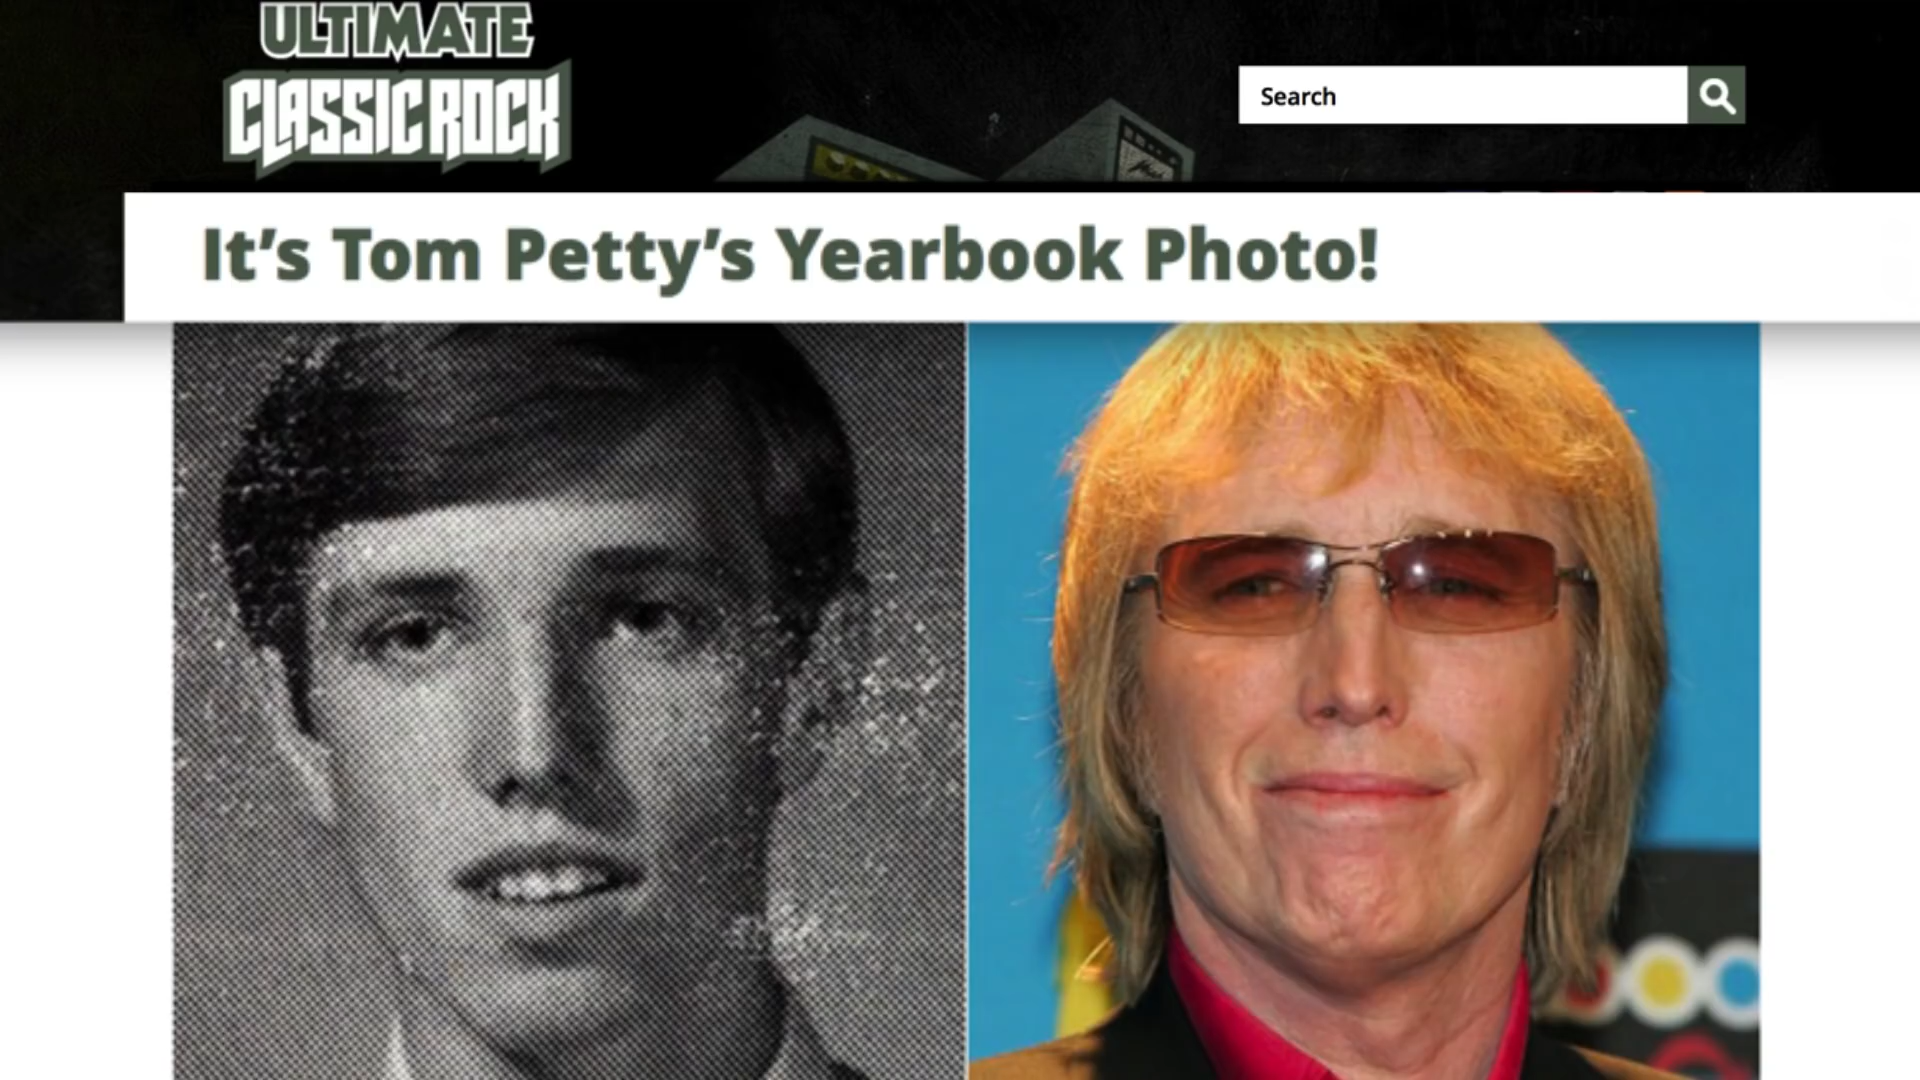 ULTIMATE
CLASSIC ROCK
Search
It’s Tom Petty’s Yearbook Photo!